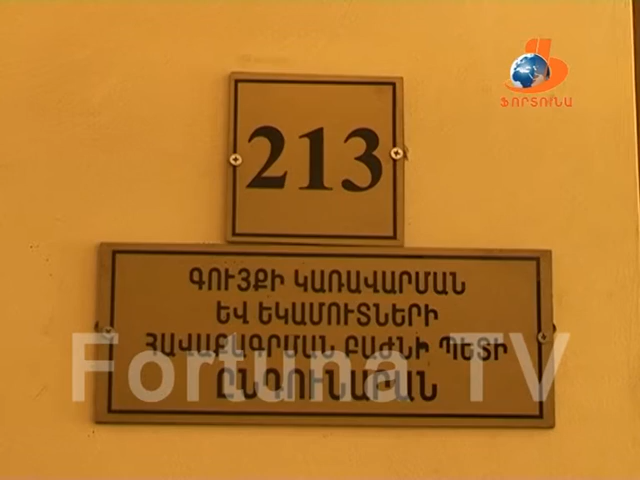 ՖՈՐՏՈՒՆԱ
213
ԳՈՒՅՔԻ ԿԱՌԱՎԱՐՄԱՆ
ԵՎ ԵԿԱՄՈՒՏՆԵՐԻ
ՀԱՎԱՔԱԳՐՄԱՆ ԲԱԺՆԻ ՊԵՏԻ
ԸՆԴՈՒՆԱՐԱՆ
Fortuna TV